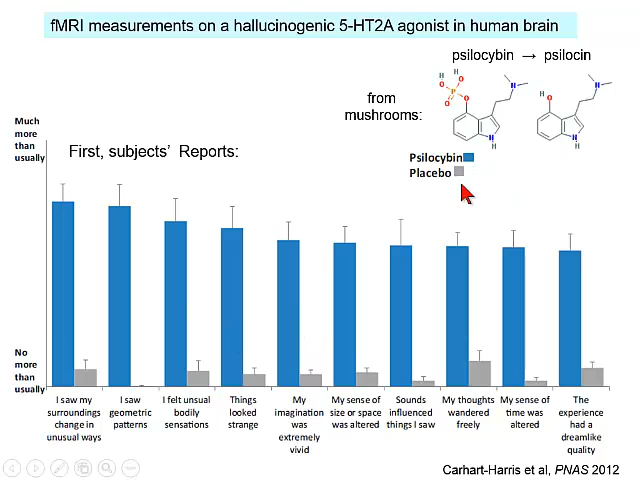 fMRI measurements on a hallucinogenic 5-HT2A agonist in human brain
psilocybin → psilocin
from
mushrooms:
H H
O O
P
O O
N
N
H
H O
N
N
H
Much
more
than
usually
First, subjects' Reports:
Psilocybin
Placebo
No
more
than
usually
I saw my
surroundings
change in
unusual ways
I saw
geometric
patterns
I felt unusual
bodily
sensations
Things
looked
strange
My
imagination
was
extremely
vivid
My sense of
size or space
was altered
Sounds
influenced
things I saw
My thoughts
wandered
freely
My sense of
time was
altered
The
experience
had a
dreamlike
quality
Carhart-Harris et al, PNAS 2012